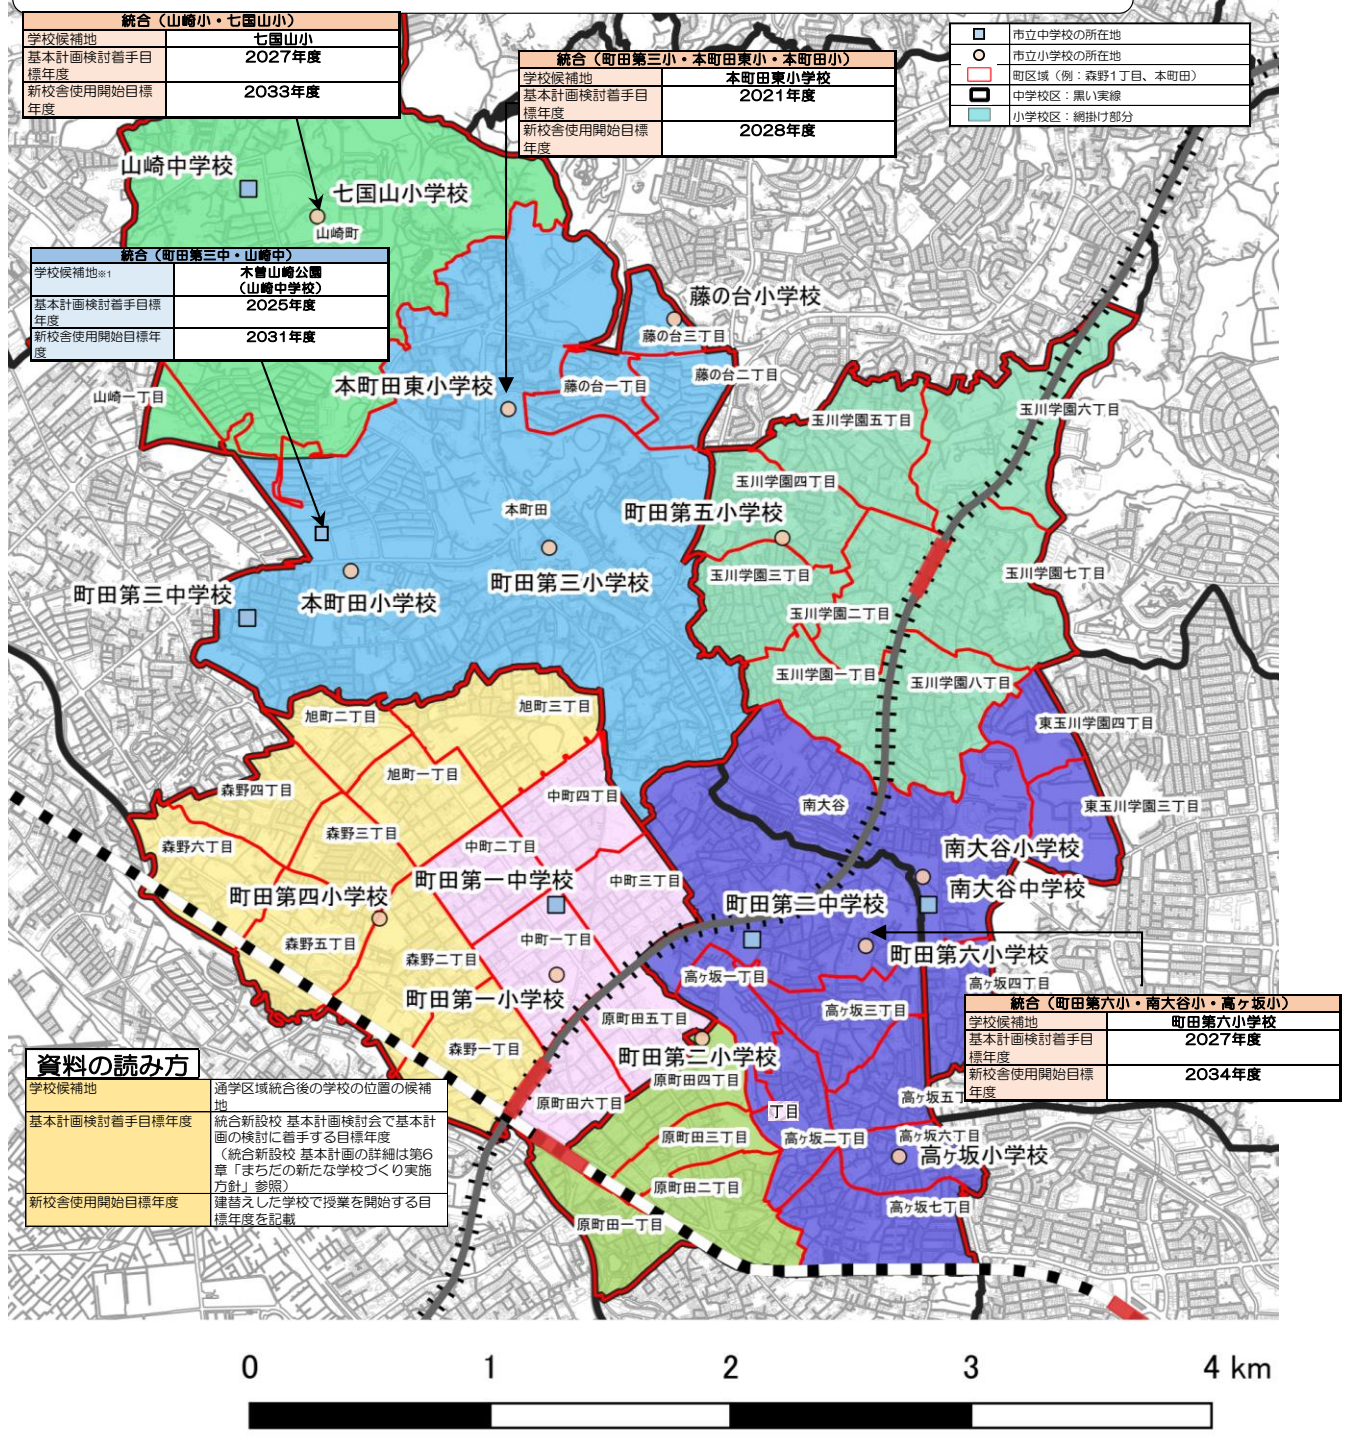 統合（山崎小・七国山小）
学校候補地 七国山小
基本計画検討着手目標年度 2027年度
新校舎使用開始目標年度 2033年度
統合（町田第三小・本町田東小・本町田小）
学校候補地 本町田東小学校
基本計画検討着手目標年度 2021年度
新校舎使用開始目標年度 2028年度
市立中学校の所在地
市立小学校の所在地
町区域（例：森野1丁目、本町田）
中学校区：黒い実線
小学校区：網掛け部分
山崎中学校
七国山小学校
山崎町
統合（町田第三中・山崎中）
学校候補地※1 木曽山崎公園
（山崎中学校）
基本計画検討着手目標年度 2025年度
新校舎使用開始目標年度 2031年度
藤の台小学校
藤の台三丁目
藤の台二丁目
藤の台一丁目
本町田東小学校
山崎一丁目
玉川学園五丁目
玉川学園六丁目
玉川学園四丁目
本町田
町田第五小学校
玉川学園三丁目
玉川学園七丁目
町田第三小学校
町田第三中学校
本町田小学校
玉川学園二丁目
玉川学園一丁目
玉川学園八丁目
旭町三丁目
旭町二丁目
東玉川学園四丁目
旭町一丁目
森野四丁目
中町四丁目
南大谷
東玉川学園三丁目
森野三丁目
森野六丁目
中町二丁目
南大谷小学校
町田第一中学校
中町三丁目
町田第四小学校
南大谷中学校
町田第二中学校
森野五丁目
中町一丁目
森野二丁目
町田第六小学校
高ヶ坂一丁目
高ヶ坂四丁目
町田第一小学校
高ヶ坂三丁目
原町田五丁目
統合（町田第六小・南大谷小・高ヶ坂小）
学校候補地 町田第六小学校
基本計画検討着手目標年度 2027年度
新校舎使用開始目標年度 2034年度
森野一丁目
町田第二小学校
原町田四丁目
原町田六丁目
丁目
高ヶ坂五丁
原町田三丁目
高ヶ坂二丁目
高ヶ坂六丁目
高ヶ坂小学校
原町田二丁目
高ヶ坂七丁目
原町田一丁目
資料の読み方
学校候補地 通学区域統合後の学校の位置の候補地
基本計画検討着手目標年度 統合新設校 基本計画検討会で基本計画の検討に着手する目標年度
（統合新設校 基本計画の詳細は第6章「まちだの新たな学校づくり実施方針」参照）
新校舎使用開始目標年度 建替えした学校で授業を開始する目標年度を記載
0 1 2 3 4 km